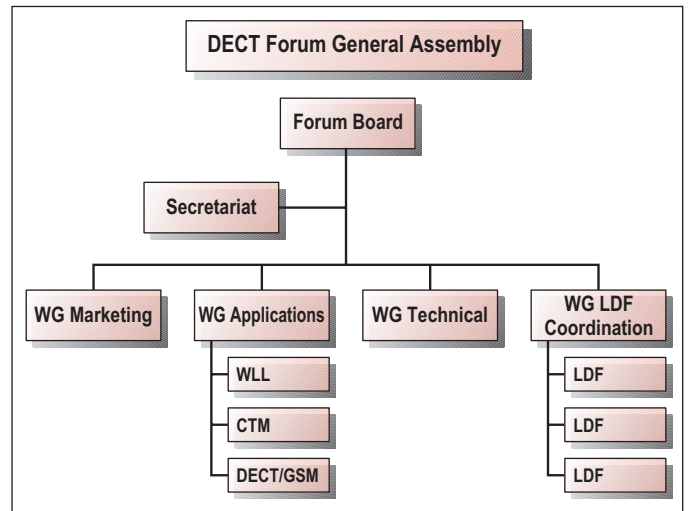 DECT Forum General Assembly
Forum Board
Secretariat
WG Marketing
WG Applications
WG Technical
WG LDF
Coordination
WLL
CTM
DECT/GSM
LDF
LDF
LDF